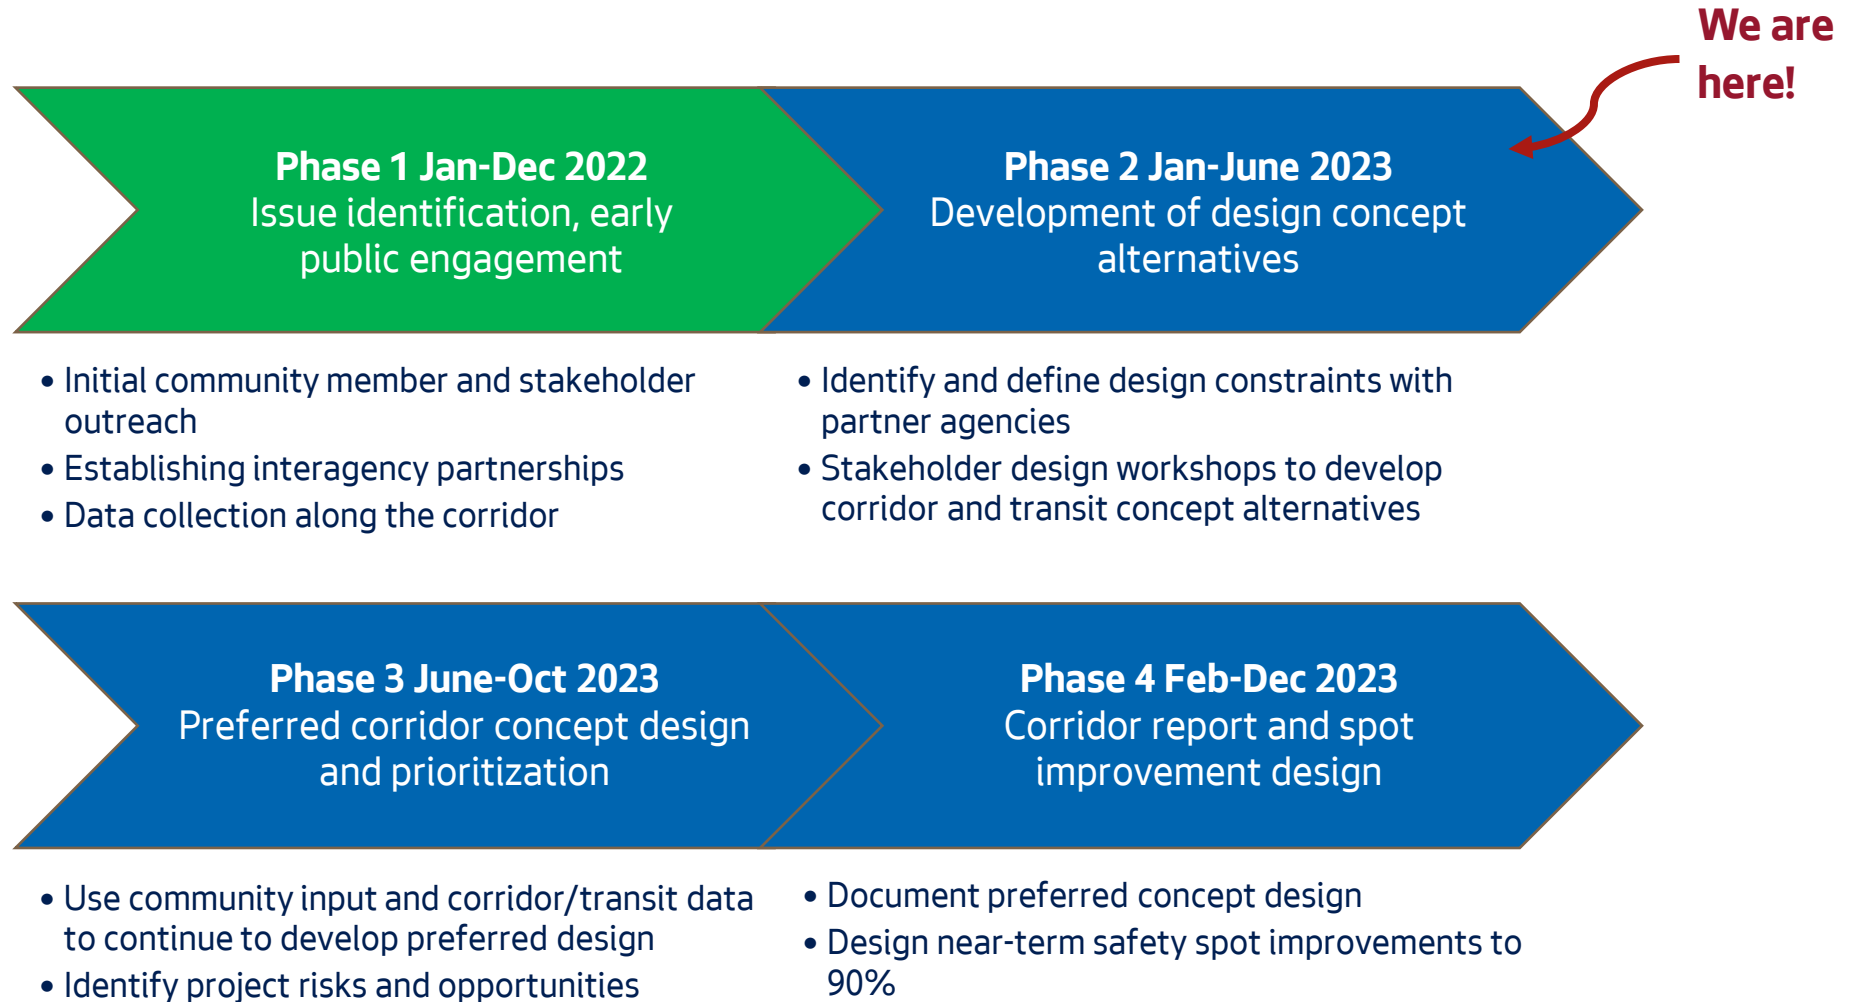 We are
here!
Phase 1 Jan-Dec 2022
Issue identification, early
public engagement
Phase 2 Jan-June 2023
Development of design concept
alternatives
• Initial community member and stakeholder
outreach
• Establishing interagency partnerships
• Data collection along the corridor
• Identify and define design constraints with
partner agencies
• Stakeholder design workshops to develop
corridor and transit concept alternatives
Phase 3 June-Oct 2023
Preferred corridor concept design
and prioritization
Phase 4 Feb-Dec 2023
Corridor report and spot
improvement design
• Use community input and corridor/transit data
to continue to develop preferred design
• Identify project risks and opportunities
• Document preferred concept design
• Design near-term safety spot improvements to
90%